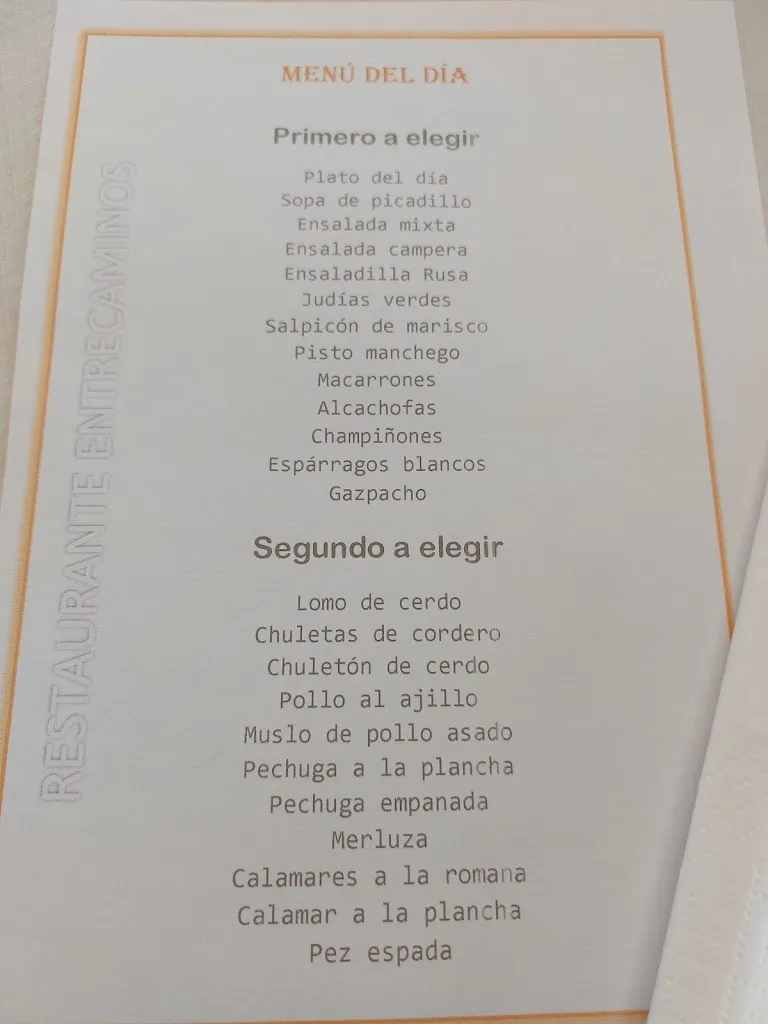 MENÚ DEL DÍA
Primero a elegir
Plato del día
Sopa de picadillo
Ensalada mixta
Ensalada campera
Ensaladilla Rusa
Judías verdes
Salpicón de marisco
Pisto manchego
Macarrones
Alcachofas
Champiñones
Espárragos blancos
Gazpacho
Segundo a elegir
Lomo de cerdo
Chuletas de cordero
Chuletón de cerdo
Pollo al ajillo
Muslo de pollo asado
Pechuga a la plancha
Pechuga empanada
Merluza
Calamares a la romana
Calamar a la plancha
Pez espada
RESTAURANTE ENTRECAMINOS